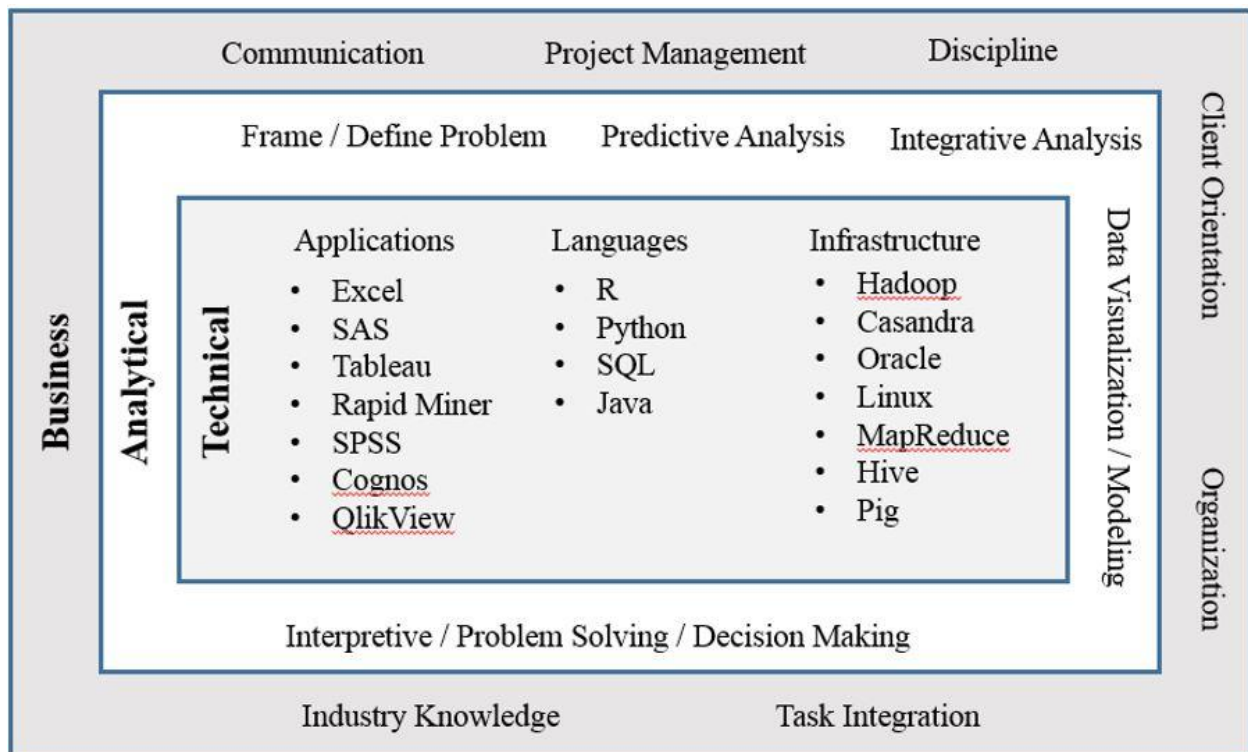 Communication Project Management Discipline
Client Orientation
Organization
Business
Frame / Define Problem Predictive Analysis Integrative Analysis
Data Visualization / Modeling
Analytical
Technical
Applications
• Excel
• SAS
• Tableau
• Rapid Miner
• SPSS
• Cognos
• QlikView
Languages
• R
• Python
• SQL
• Java
Infrastructure
• Hadoop
• Casandra
• Oracle
• Linux
• MapReduce
• Hive
• Pig
Interpretive / Problem Solving / Decision Making
Industry Knowledge Task Integration